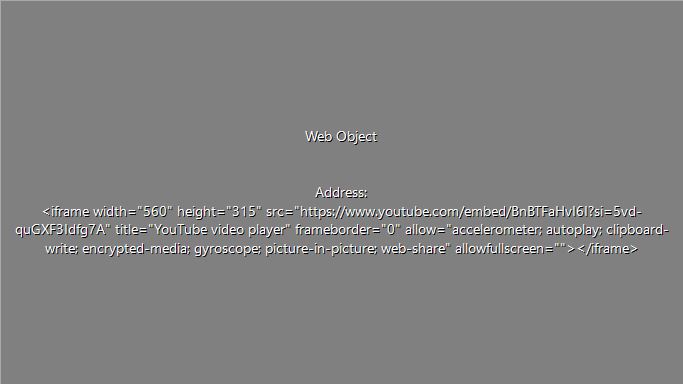 Web Object
Address:
<iframe width="560" height="315" src="https://www.youtube.com/embed/BnBTFaHvI6I?si=5vd-
quGXF3Idfg7A" title="YouTube video player" frameborder="0" allow="accelerometer; autoplay; clipboard-
write; encrypted-media; gyroscope; picture-in-picture; web-share" allowfullscreen=""></iframe>